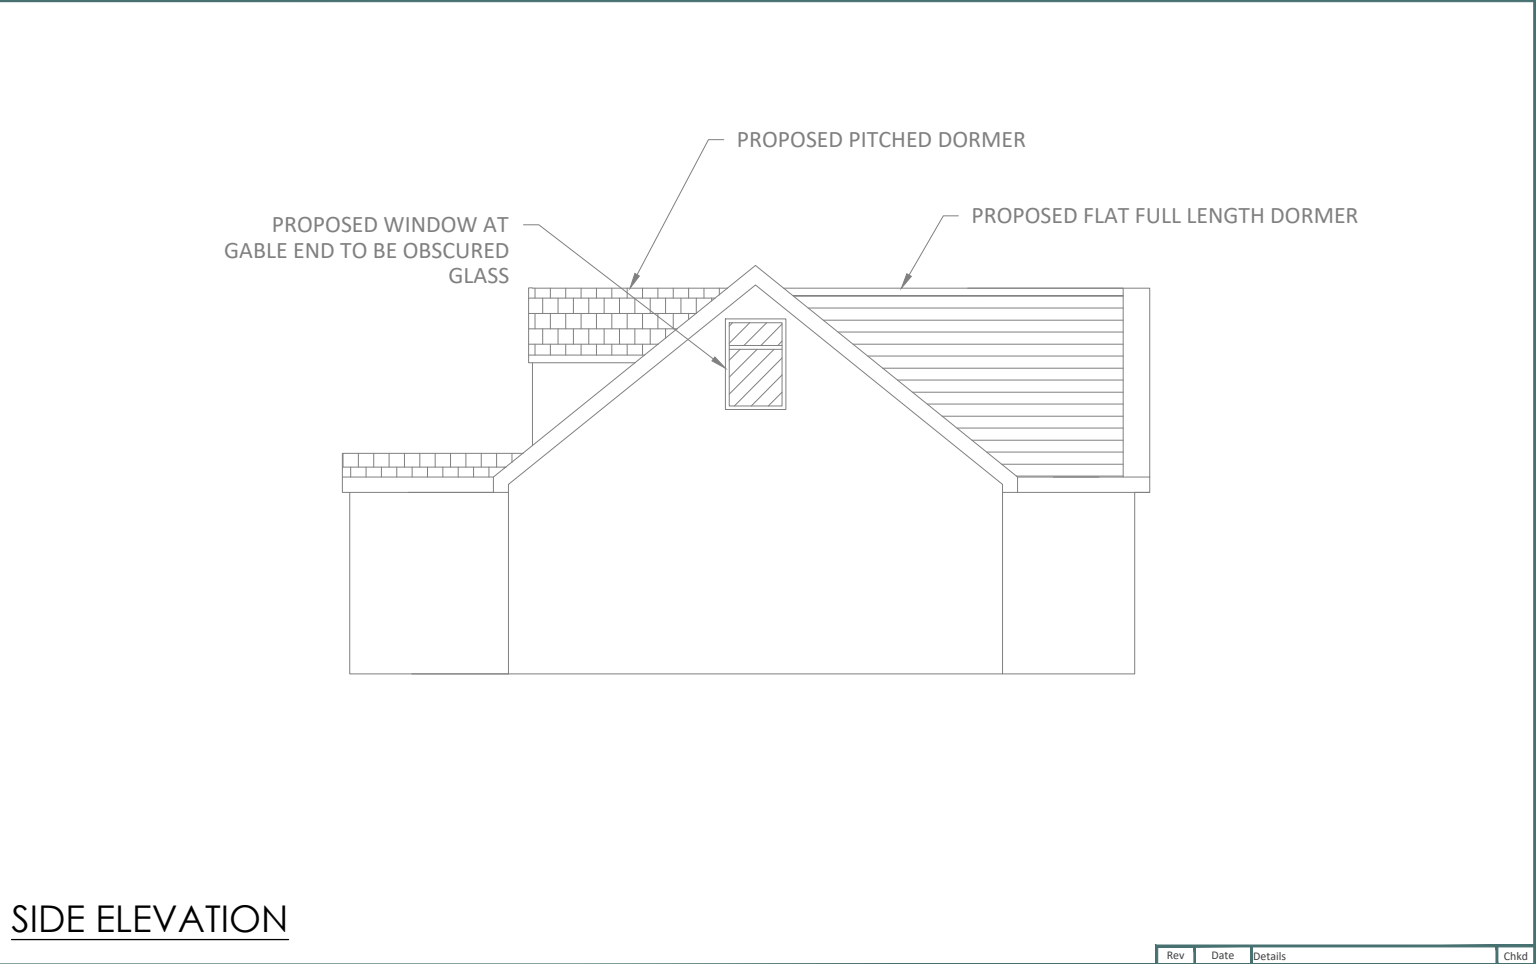 PROPOSED PITCHED DORMER
PROPOSED WINDOW AT
GABLE END TO BE OBSCURED
GLASS
PROPOSED FLAT FULL LENGTH DORMER
SIDE ELEVATION
Rev Date Details Chkd